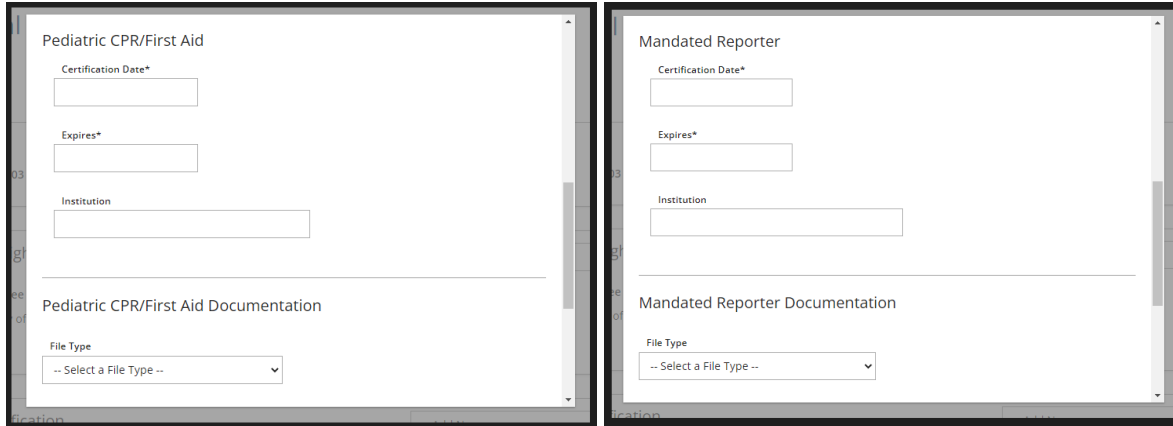 Pediatric CPR/First Aid
Certification Date*
Expires*
Institution
Pediatric CPR/First Aid Documentation
File Type
-- Select a File Type --
Mandated Reporter
Certification Date*
Expires*
Institution
Mandated Reporter Documentation
File Type
-- Select a File Type --